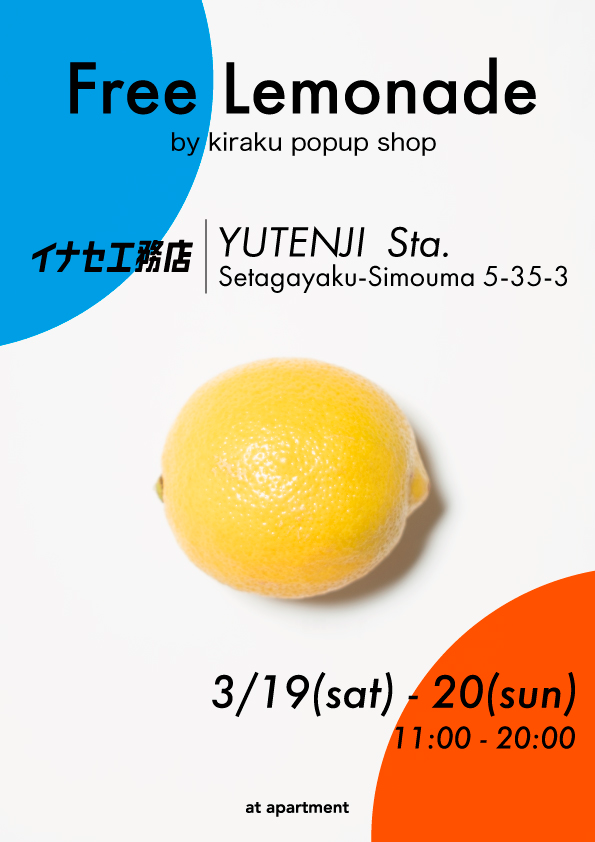 Free Lemonade
by kiraku popup shop
イナセ工務店
YUTENJI Sta.
Setagayaku-Simouma 5-35-3
3/19(sat) - 20(sun)
11:00 - 20:00
at apartment